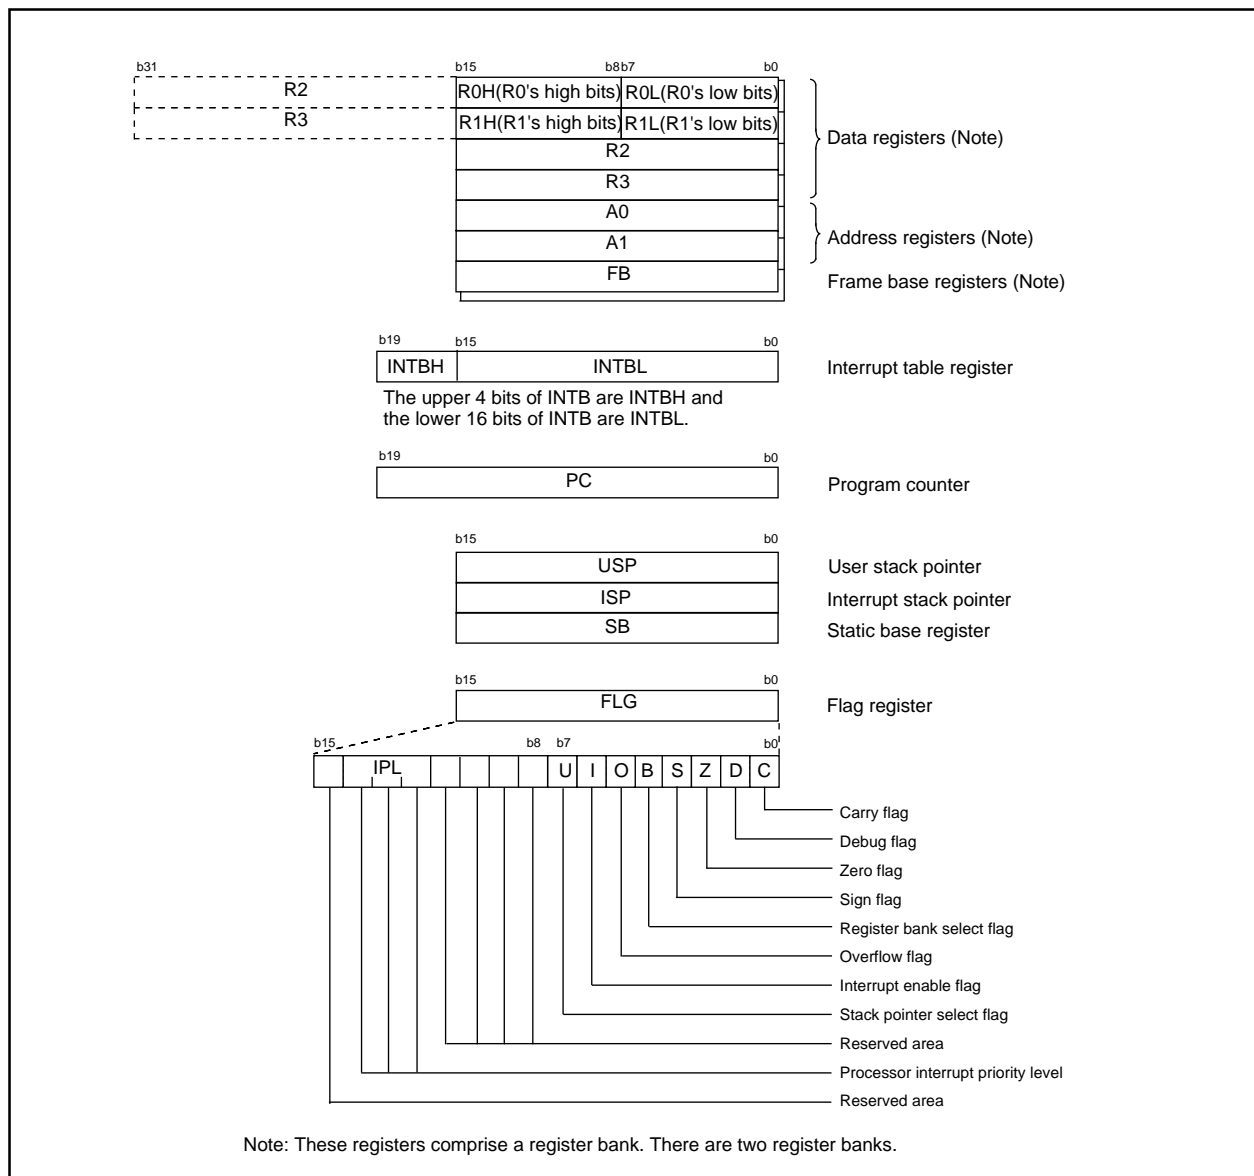 b31 b15 b8b7 b0
R2 R0H(R0's high bits) R0L(R0's low bits)
R3 R1H(R1's high bits) R1L(R1's low bits)
R2
R3
Data registers (Note)
A0
A1
Address registers (Note)
FB
Frame base registers (Note)
b19 b15 b0
INTBH INTBL Interrupt table register
The upper 4 bits of INTB are INTBH and
the lower 16 bits of INTB are INTBL.
b19 b0
PC Program counter
b15 b0
USP User stack pointer
ISP Interrupt stack pointer
SB Static base register
b15 b0
FLG Flag register
b15 b8 b7 b0
IPL U I O B S Z D C
Carry flag
Debug flag
Zero flag
Sign flag
Register bank select flag
Overflow flag
Interrupt enable flag
Stack pointer select flag
Reserved area
Processor interrupt priority level
Reserved area
Note: These registers comprise a register bank. There are two register banks.